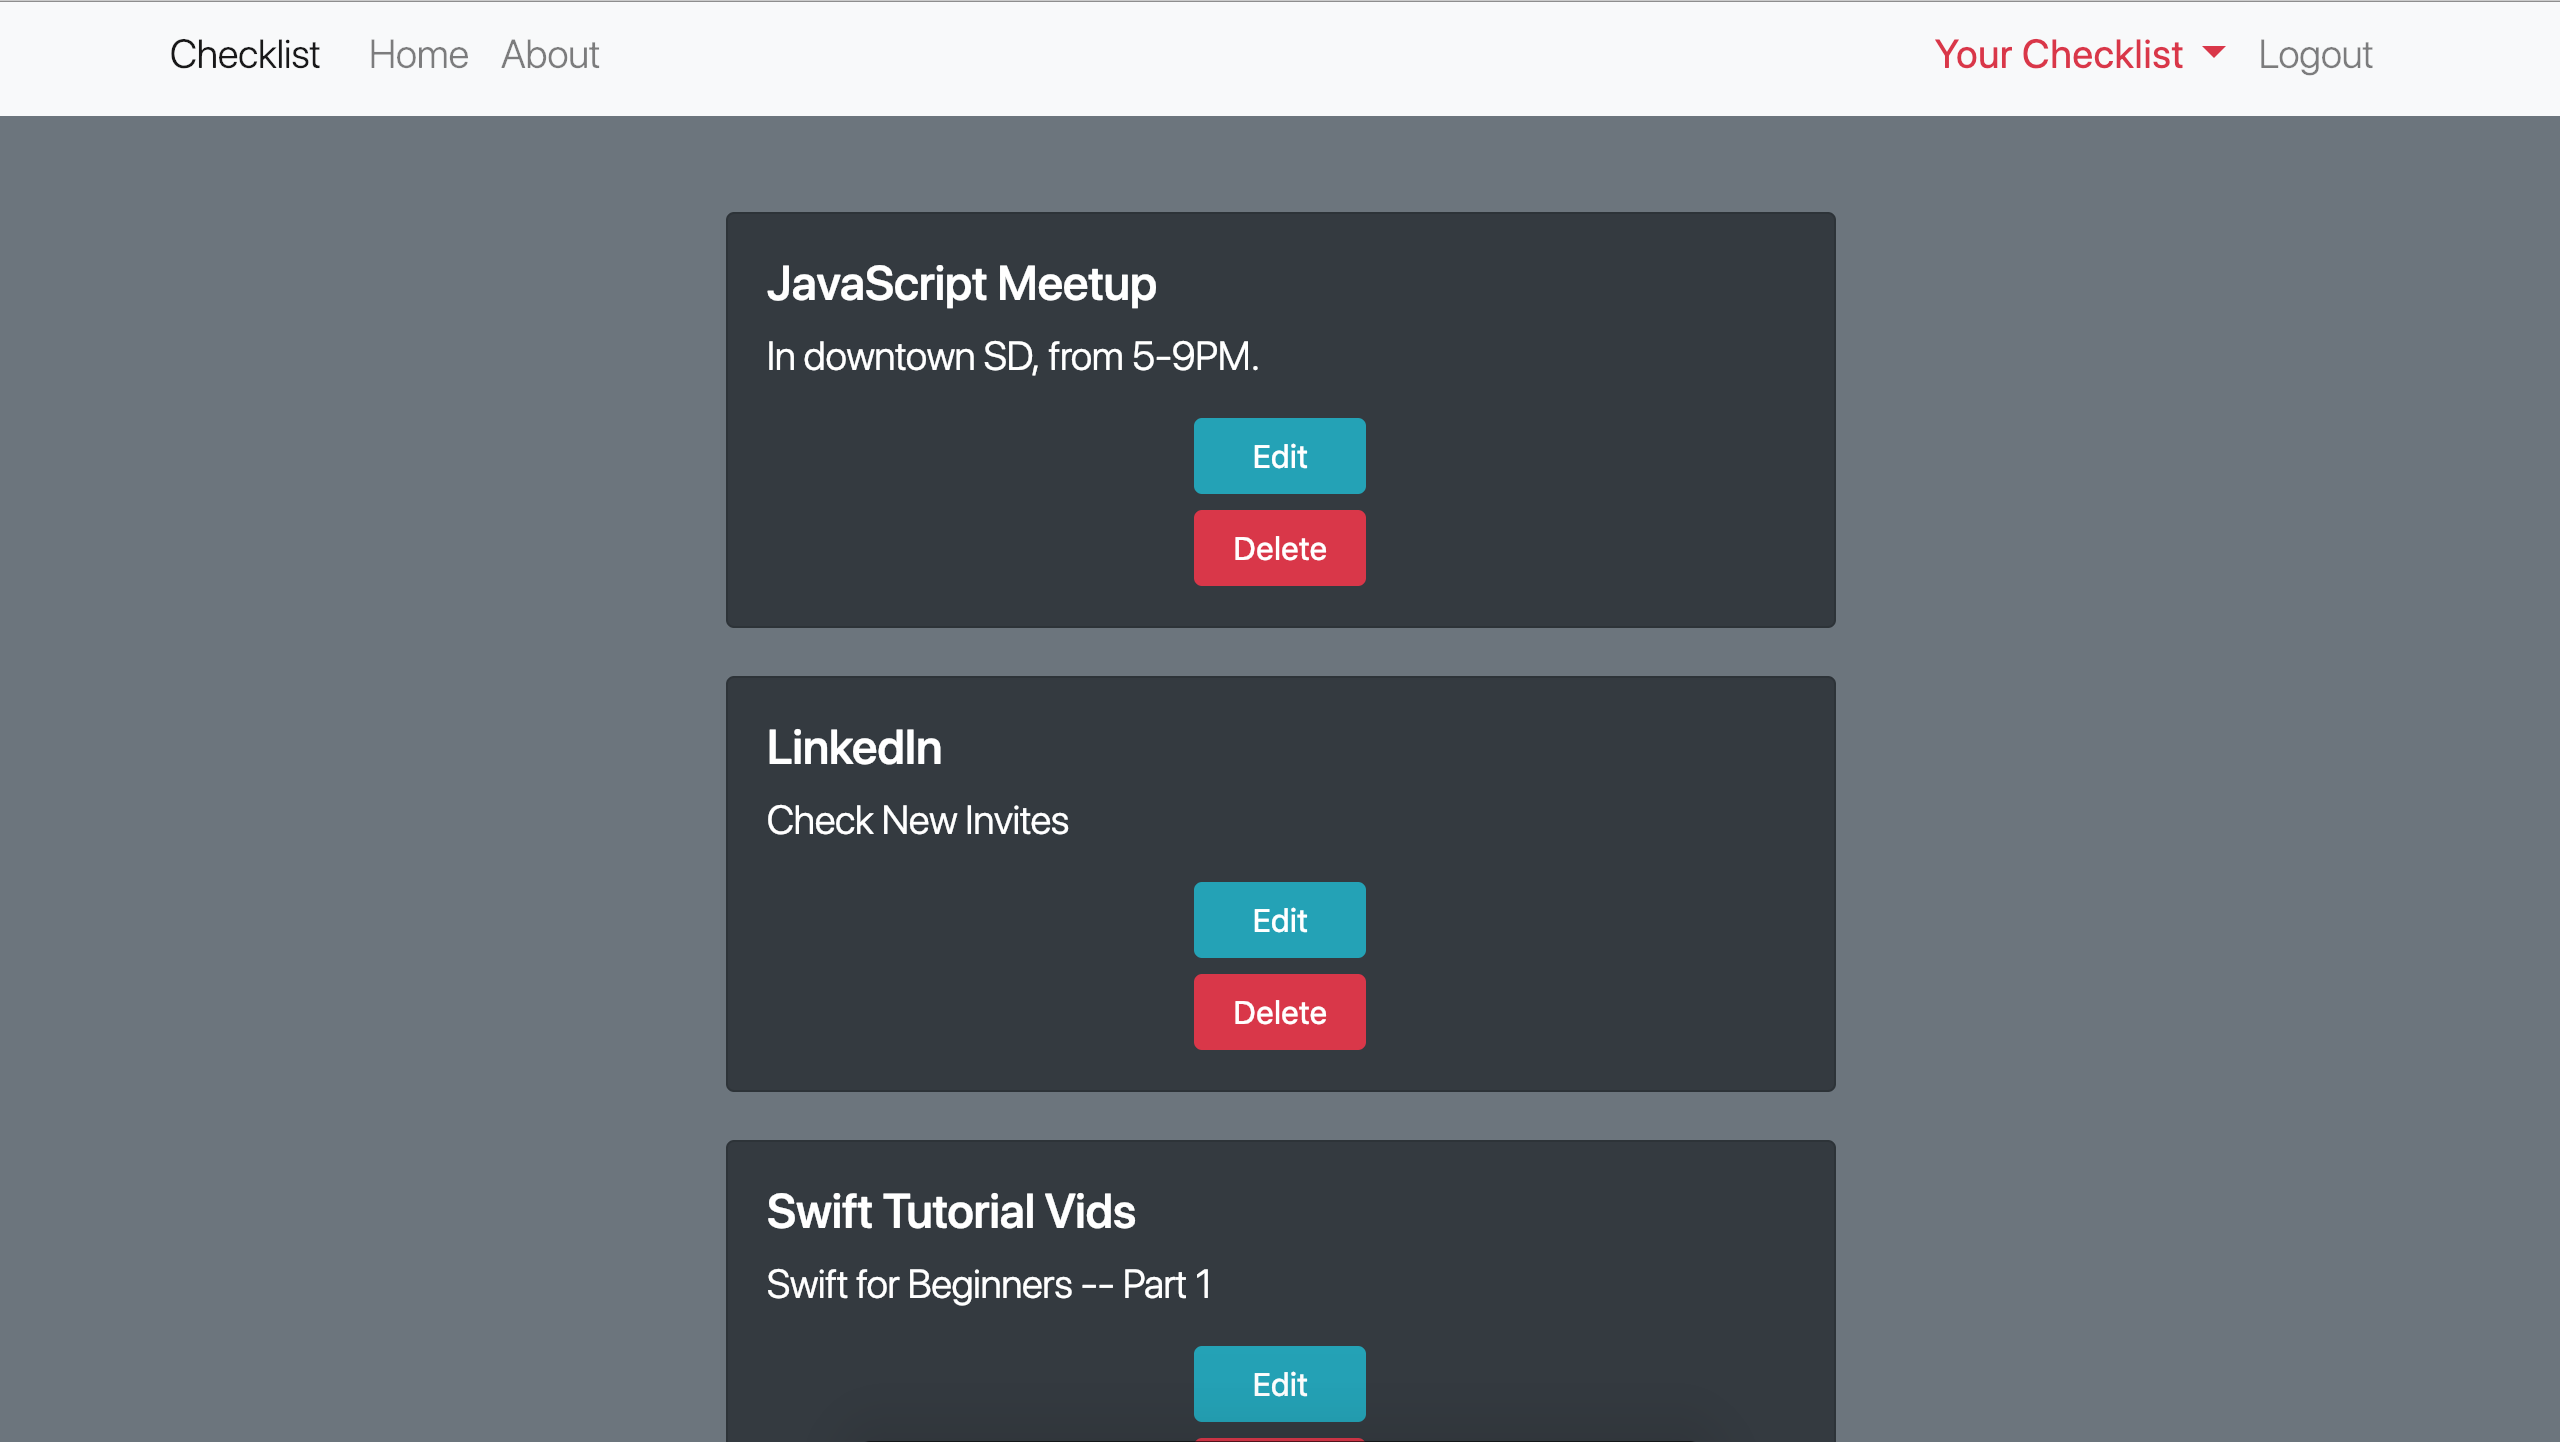 Checklist Home About Your Checklist Logout
JavaScript Meetup
In downtown SD, from 5-9PM.
Edit
Delete
LinkedIn
Check New Invites
Edit
Delete
Swift Tutorial Vids
Swift for Beginners -- Part 1
Edit